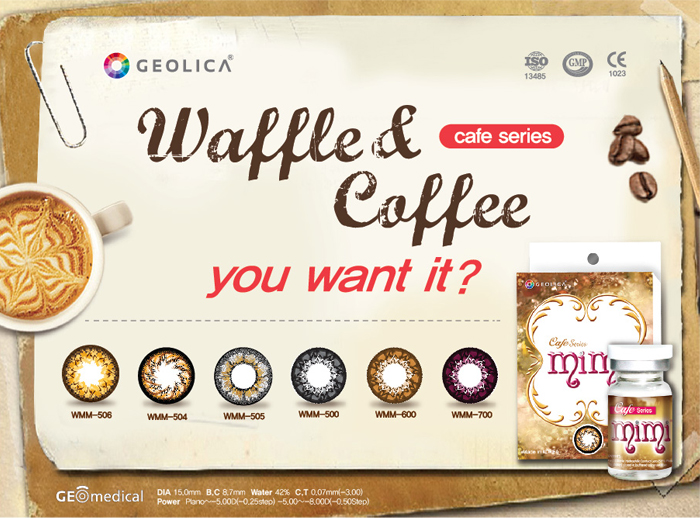 GEOLICA®
ISO
13485
GMP
CE
1023
Waffle &
cafe series
Coffee
you want it?
WMM-506
WMM-504
WMM-505
WMM-500
WMM-600
WMM-700
GEOLICA
Cafe Series
mimi
Cafe Series
mimi
GEOmedical
DIA 15.0mm B,C 8.7mm Water 42% C,T 0.07mm(-3.00)
Power Plano~-5.00D(-0.25step) -5.00~-8.00D(-0.50Step)